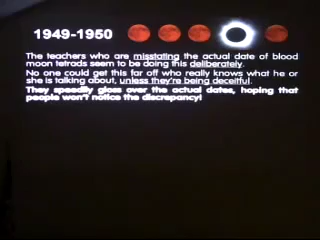 1949-1950
The teachers who are misstating the actual date of blood
moon tetrads seem to be doing this deliberately.
No one could get this far off who really knows what he or
she is talking about, unless they're being deceitful.
They speedily gloss over the actual dates, hoping that
people won't notice the discrepancy!